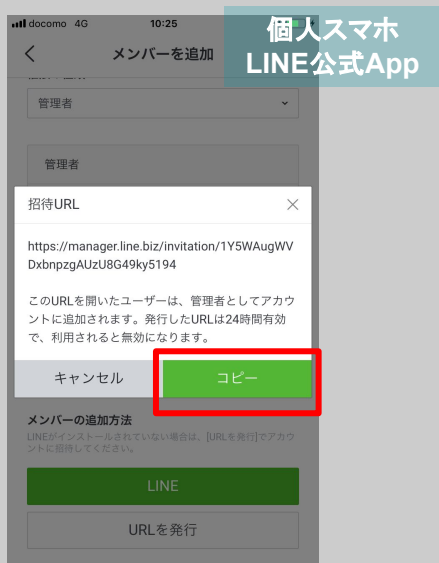 docomo 4G 10:25
個人スマホ
LINE公式App
メンバーを追加
管理者
管理者
招待URL
https://manager.line.biz/invitation/1Y5WAugWV
DxbnpzgAUzU8G49ky5194
このURLを開いたユーザーは、管理者としてアカウ
ントに追加されます。発行したURLは24時間有効
で、利用されると無効になります。
キャンセル コピー
メンバーの追加方法
LINEがインストールされていない場合は、[URLを発行]でアカウ
ントに招待してください。
LINE
URLを発行